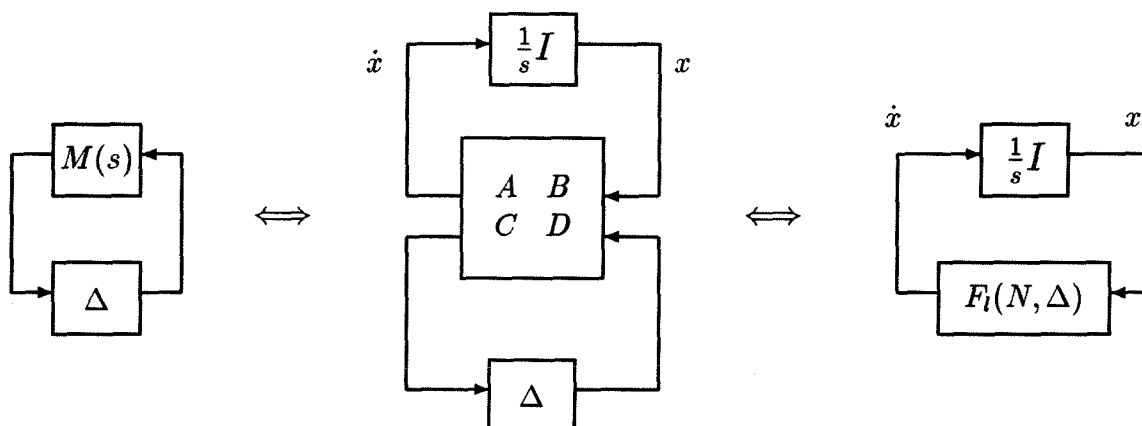 M(s)
Δ
⟺
ẋ
1/s I
x
A B
C D
Δ
⟺
ẋ
1/s I
x
F_l(N, Δ)